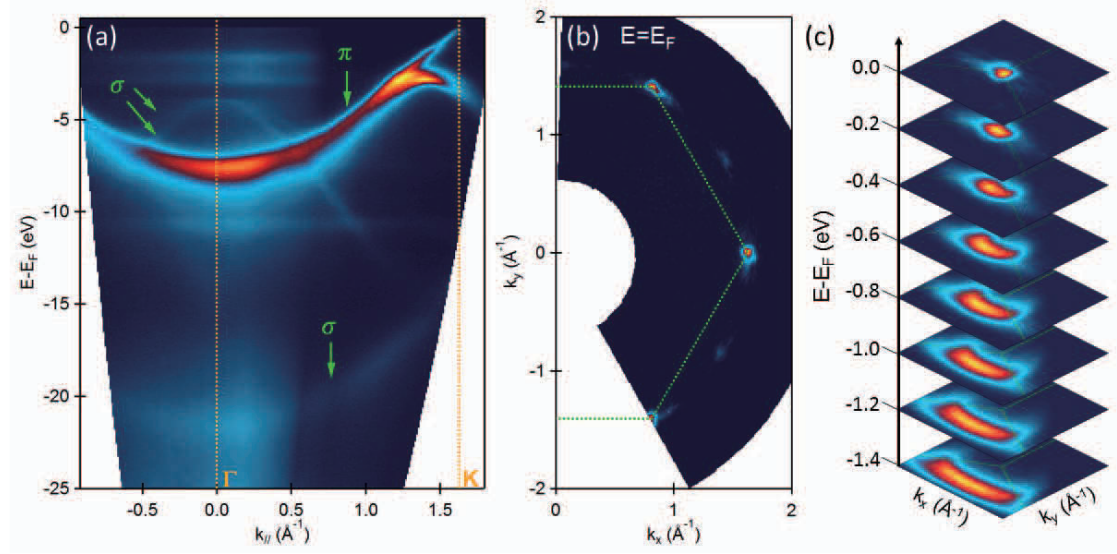 (a)
σ
π
σ
Γ
K
0
-5
-10
-15
-20
-25
E-E_F (eV)
-0.5 0.0 0.5 1.0 1.5
k_// (Å⁻¹)
(b) E=E_F
2
1
0
-1
-2
k_y (Å⁻¹)
0 1 2
k_x (Å⁻¹)
(c)
0.0
-0.2
-0.4
-0.6
-0.8
-1.0
-1.2
-1.4
E-E_F (eV)
k_x (Å⁻¹) k_y (Å⁻¹)